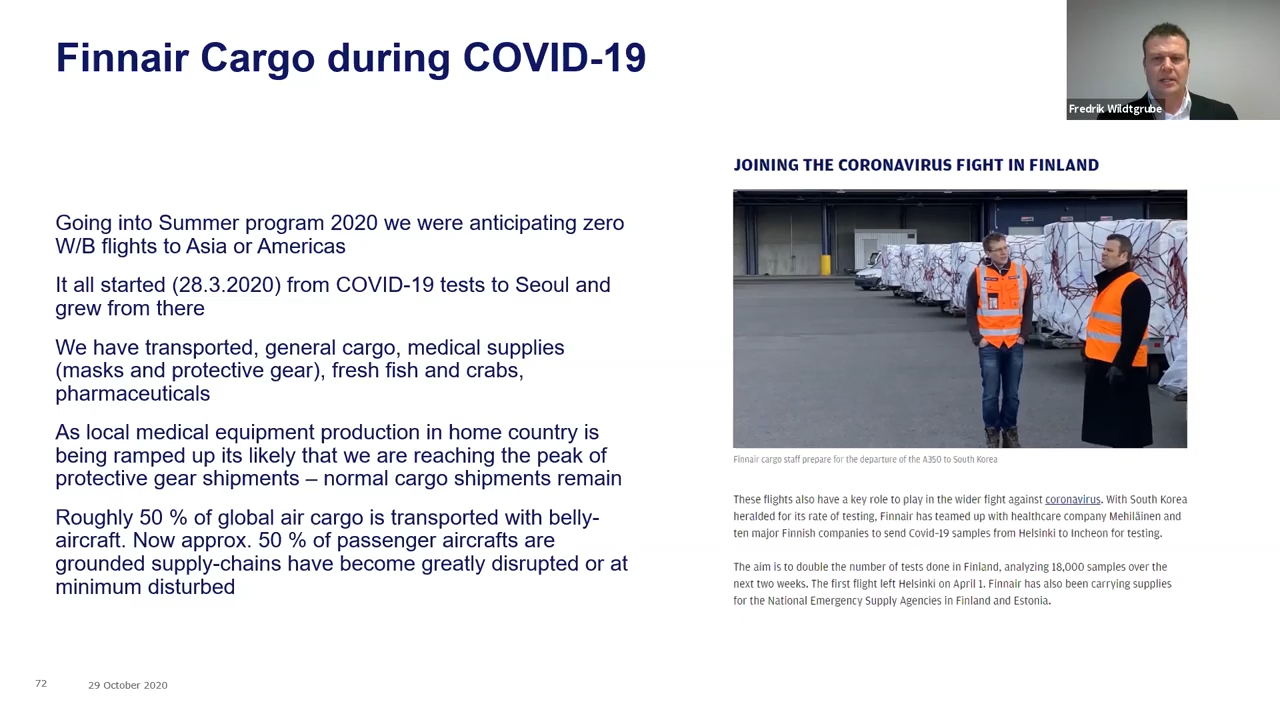 Finnair Cargo during COVID-19
Fredrik Wildtgrube
Going into Summer program 2020 we were anticipating zero
W/B flights to Asia or Americas
It all started (28.3.2020) from COVID-19 tests to Seoul and
grew from there
We have transported, general cargo, medical supplies
(masks and protective gear), fresh fish and crabs,
pharmaceuticals
As local medical equipment production in home country is
being ramped up its likely that we are reaching the peak of
protective gear shipments – normal cargo shipments remain
Roughly 50 % of global air cargo is transported with belly-
aircraft. Now approx. 50 % of passenger aircrafts are
grounded supply-chains have become greatly disrupted or at
minimum disturbed
JOINING THE CORONAVIRUS FIGHT IN FINLAND
Finnair cargo staff prepare for the departure of the A350 to South Korea
These flights also have a key role to play in the wider fight against coronavirus. With South Korea
heralded for its rate of testing, Finnair has teamed up with healthcare company Mehiläinen and
ten major Finnish companies to send Covid-19 samples from Helsinki to Incheon for testing.
The aim is to double the number of tests done in Finland, analyzing 18,000 samples over the
next two weeks. The first flight left Helsinki on April 1. Finnair has also been carrying supplies
for the National Emergency Supply Agencies in Finland and Estonia.
72
29 October 2020